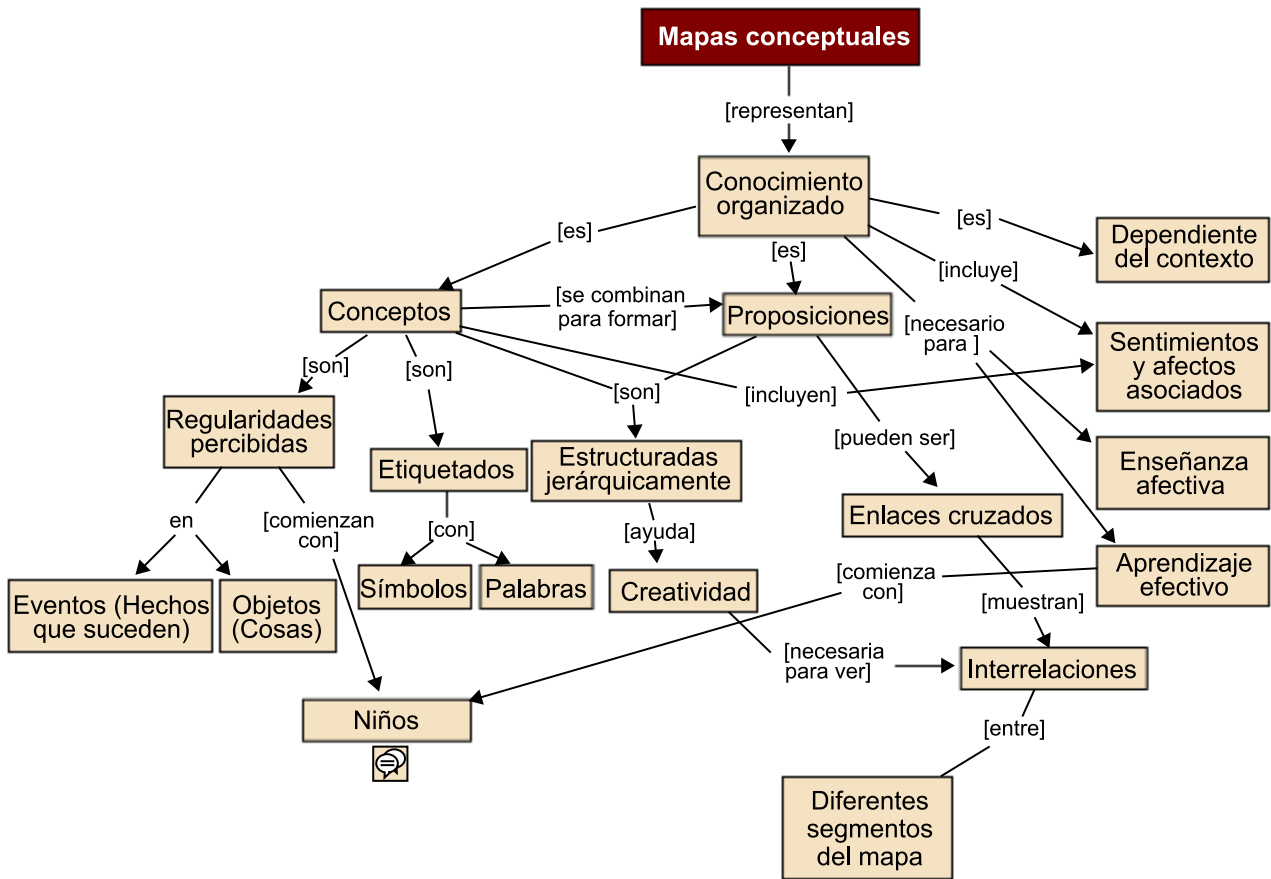 Mapas conceptuales
[representan]
Conocimiento
organizado
[es]
[es]
[es]
Dependiente
del contexto
[incluye]
Conceptos
[se combinan
para formar]
Proposiciones
[necesario
para ]
Sentimientos
y afectos
asociados
[son]
[son]
[son]
[incluyen]
Regularidades
percibidas
[pueden ser]
Etiquetados
Estructuradas
jerárquicamente
Enseñanza
afectiva
Enlaces cruzados
en
[comienzan
con]
[con]
[ayuda]
Eventos (Hechos
que suceden)
Objetos
(Cosas)
Símbolos
Palabras
Creatividad
[comienza
con]
Aprendizaje
efectivo
[muestran]
[necesaria
para ver]
Interrelaciones
Niños
[entre]
Diferentes
segmentos
del mapa